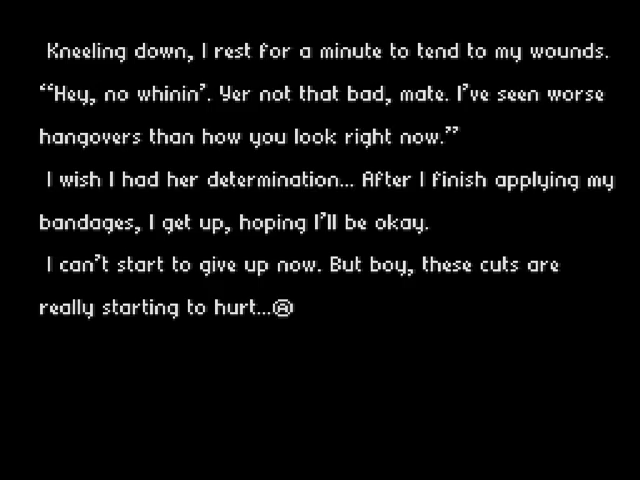 Kneeling down, I rest for a minute to tend to my wounds.
“Hey, no whinin’. Yer not that bad, mate. I’ve seen worse
hangovers than how you look right now.”
I wish I had her determination... After I finish applying my
bandages, I get up, hoping I’ll be okay.
I can’t start to give up now. But boy, these cuts are
really starting to hurt...